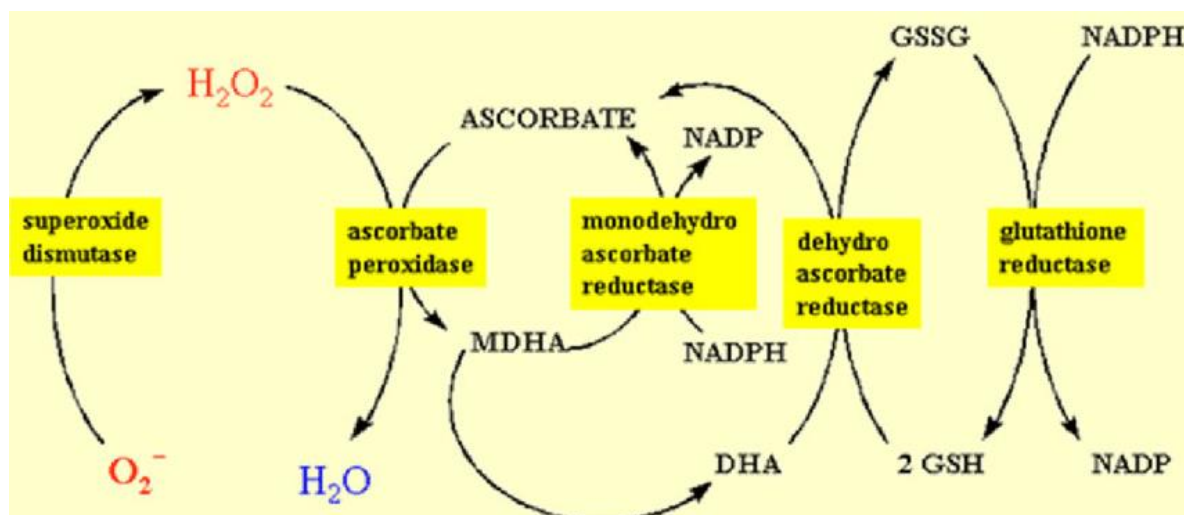 GSSG
NADPH
H₂O₂
ASCORBATE
NADP
superoxide
dismutase
ascorbate
peroxidase
monodehydro
ascorbate
reductase
dehydro
ascorbate
reductase
glutathione
reductase
MDHA
NADPH
O₂⁻
H₂O
DHA
2 GSH
NADP